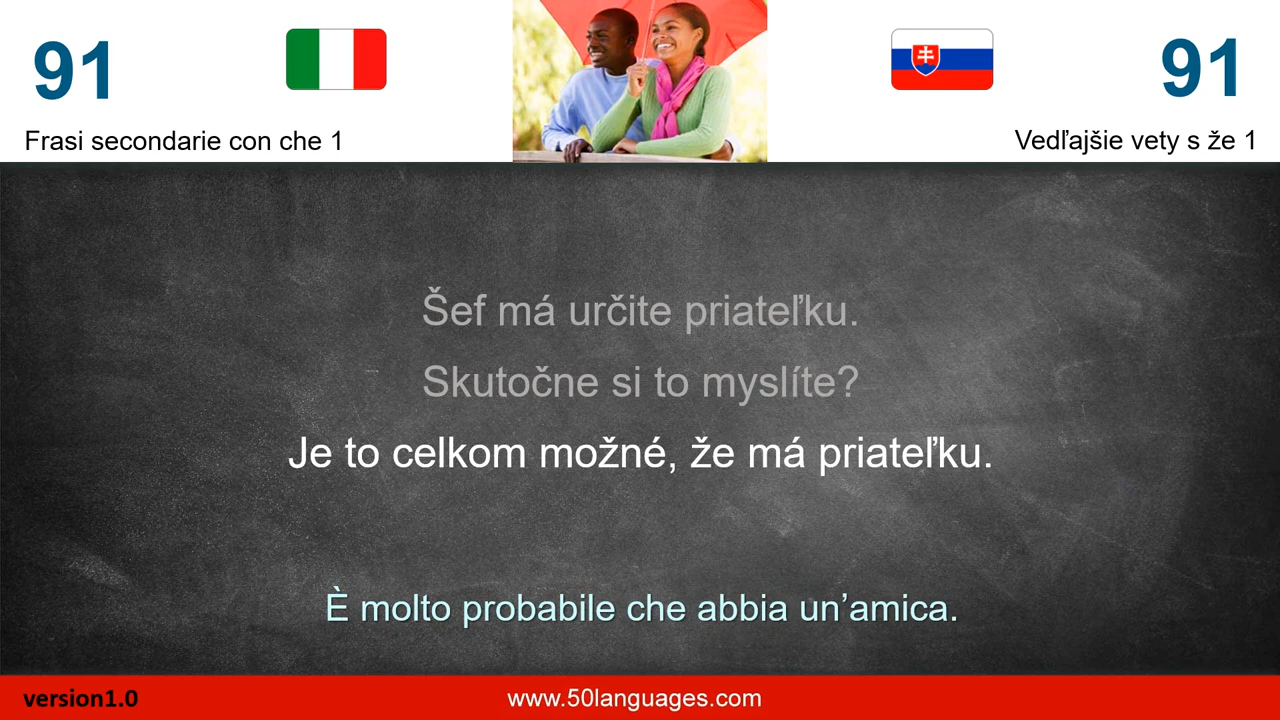 91
91
Frasi secondarie con che 1
Vedľajšie vety s že 1
Šef má určite priateľku.
Skutočne si to myslíte?
Je to celkom možné, že má priateľku.
È molto probabile che abbia un’amica.
version1.0
www.50languages.com